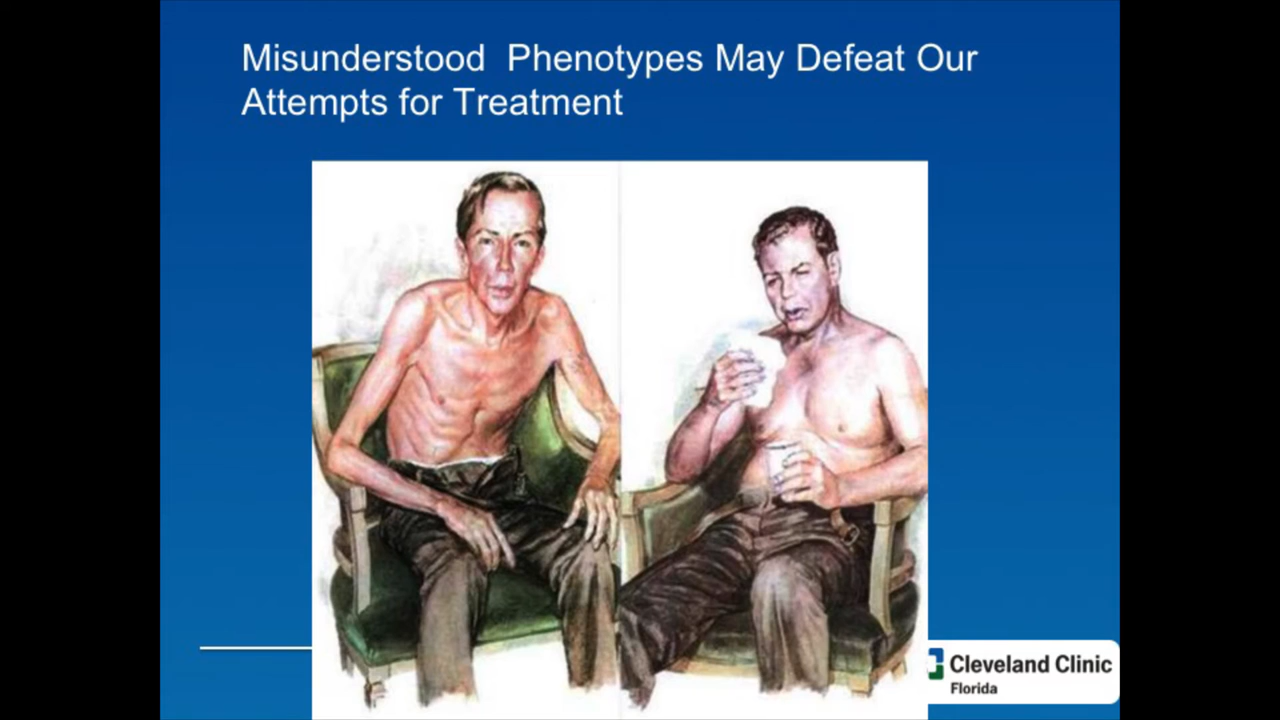 Misunderstood  Phenotypes May Defeat Our
Attempts for Treatment
Cleveland Clinic
Florida